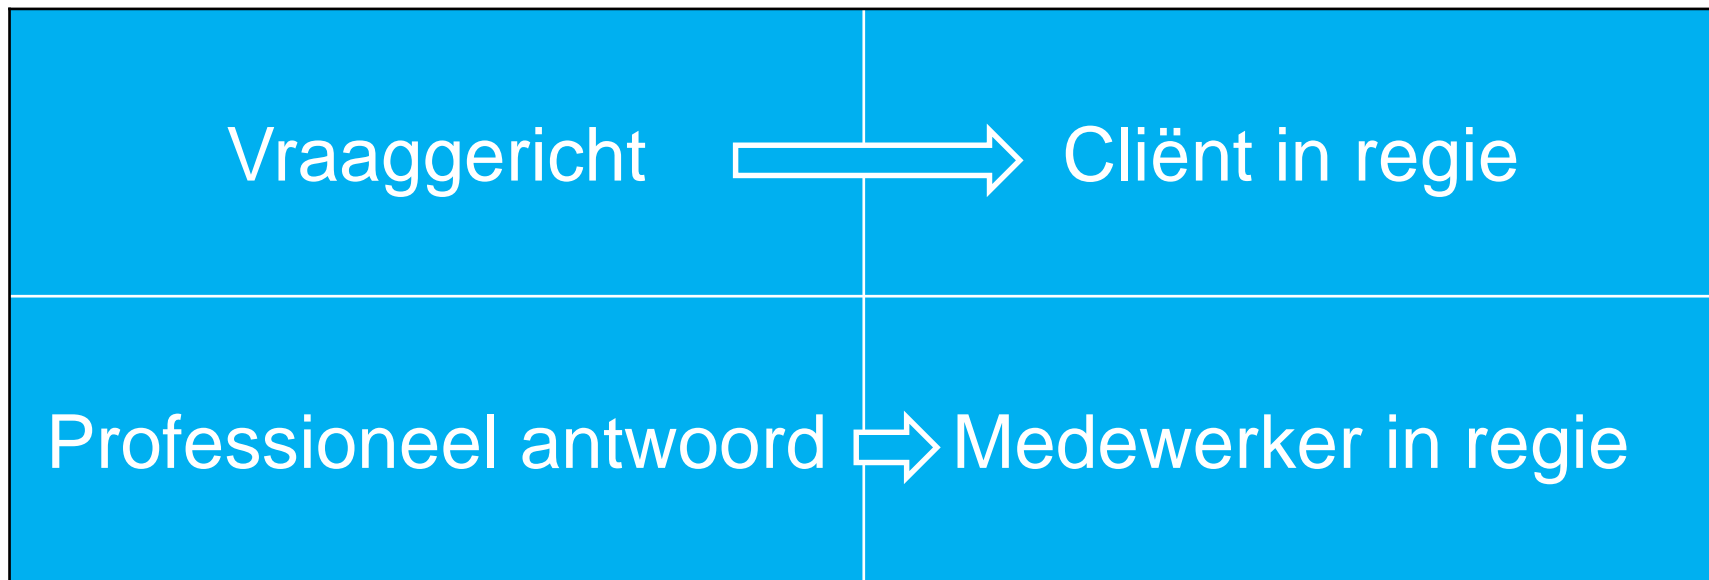 Vraaggericht Cliënt in regie
Professioneel antwoord Medewerker in regie